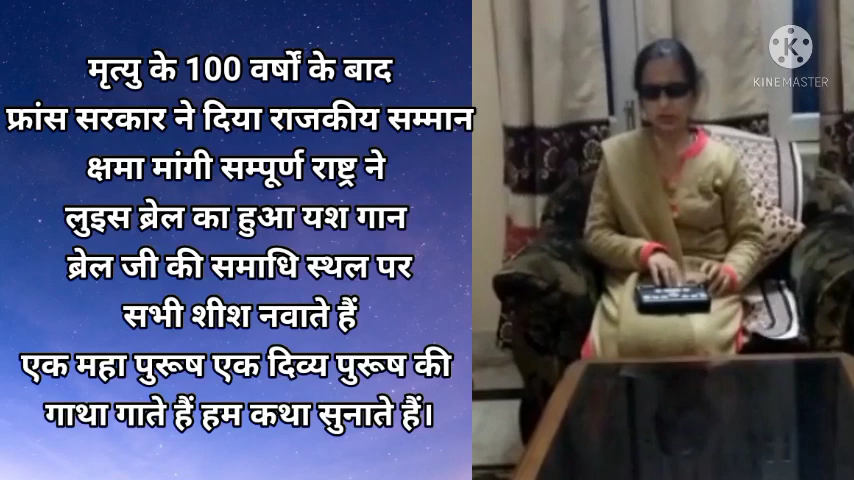 मृत्यु के 100 वर्षों के बाद
फ्रांस सरकार ने दिया राजकीय सम्मान
क्षमा मांगी सम्पूर्ण राष्ट्र ने
लुइस ब्रेल का हुआ यश गान
ब्रेल जी की समाधि स्थल पर
सभी शीश नवाते हैं
एक महा पुरूष एक दिव्य पुरूष की
गाथा गाते हैं हम कथा सुनाते हैं।
K
KINEMASTER